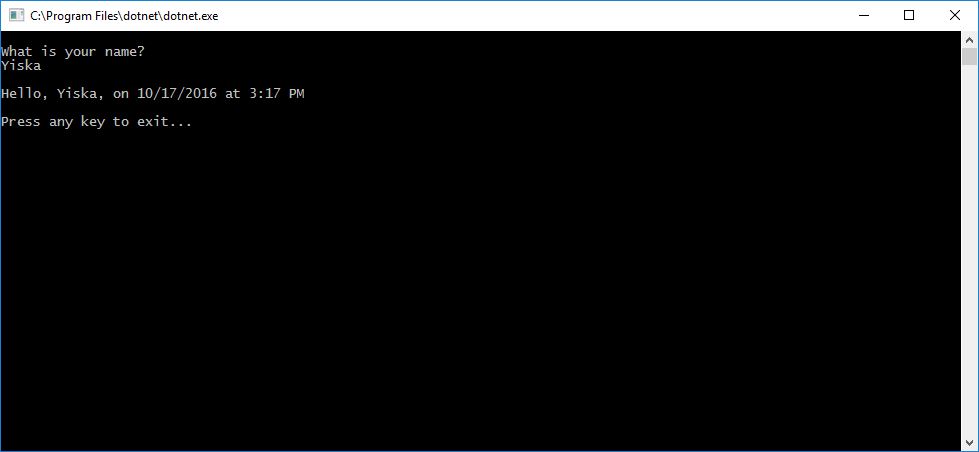 C:\Program Files\dotnet\dotnet.exe
What is your name?
Yiska
Hello, Yiska, on 10/17/2016 at 3:17 PM
Press any key to exit...